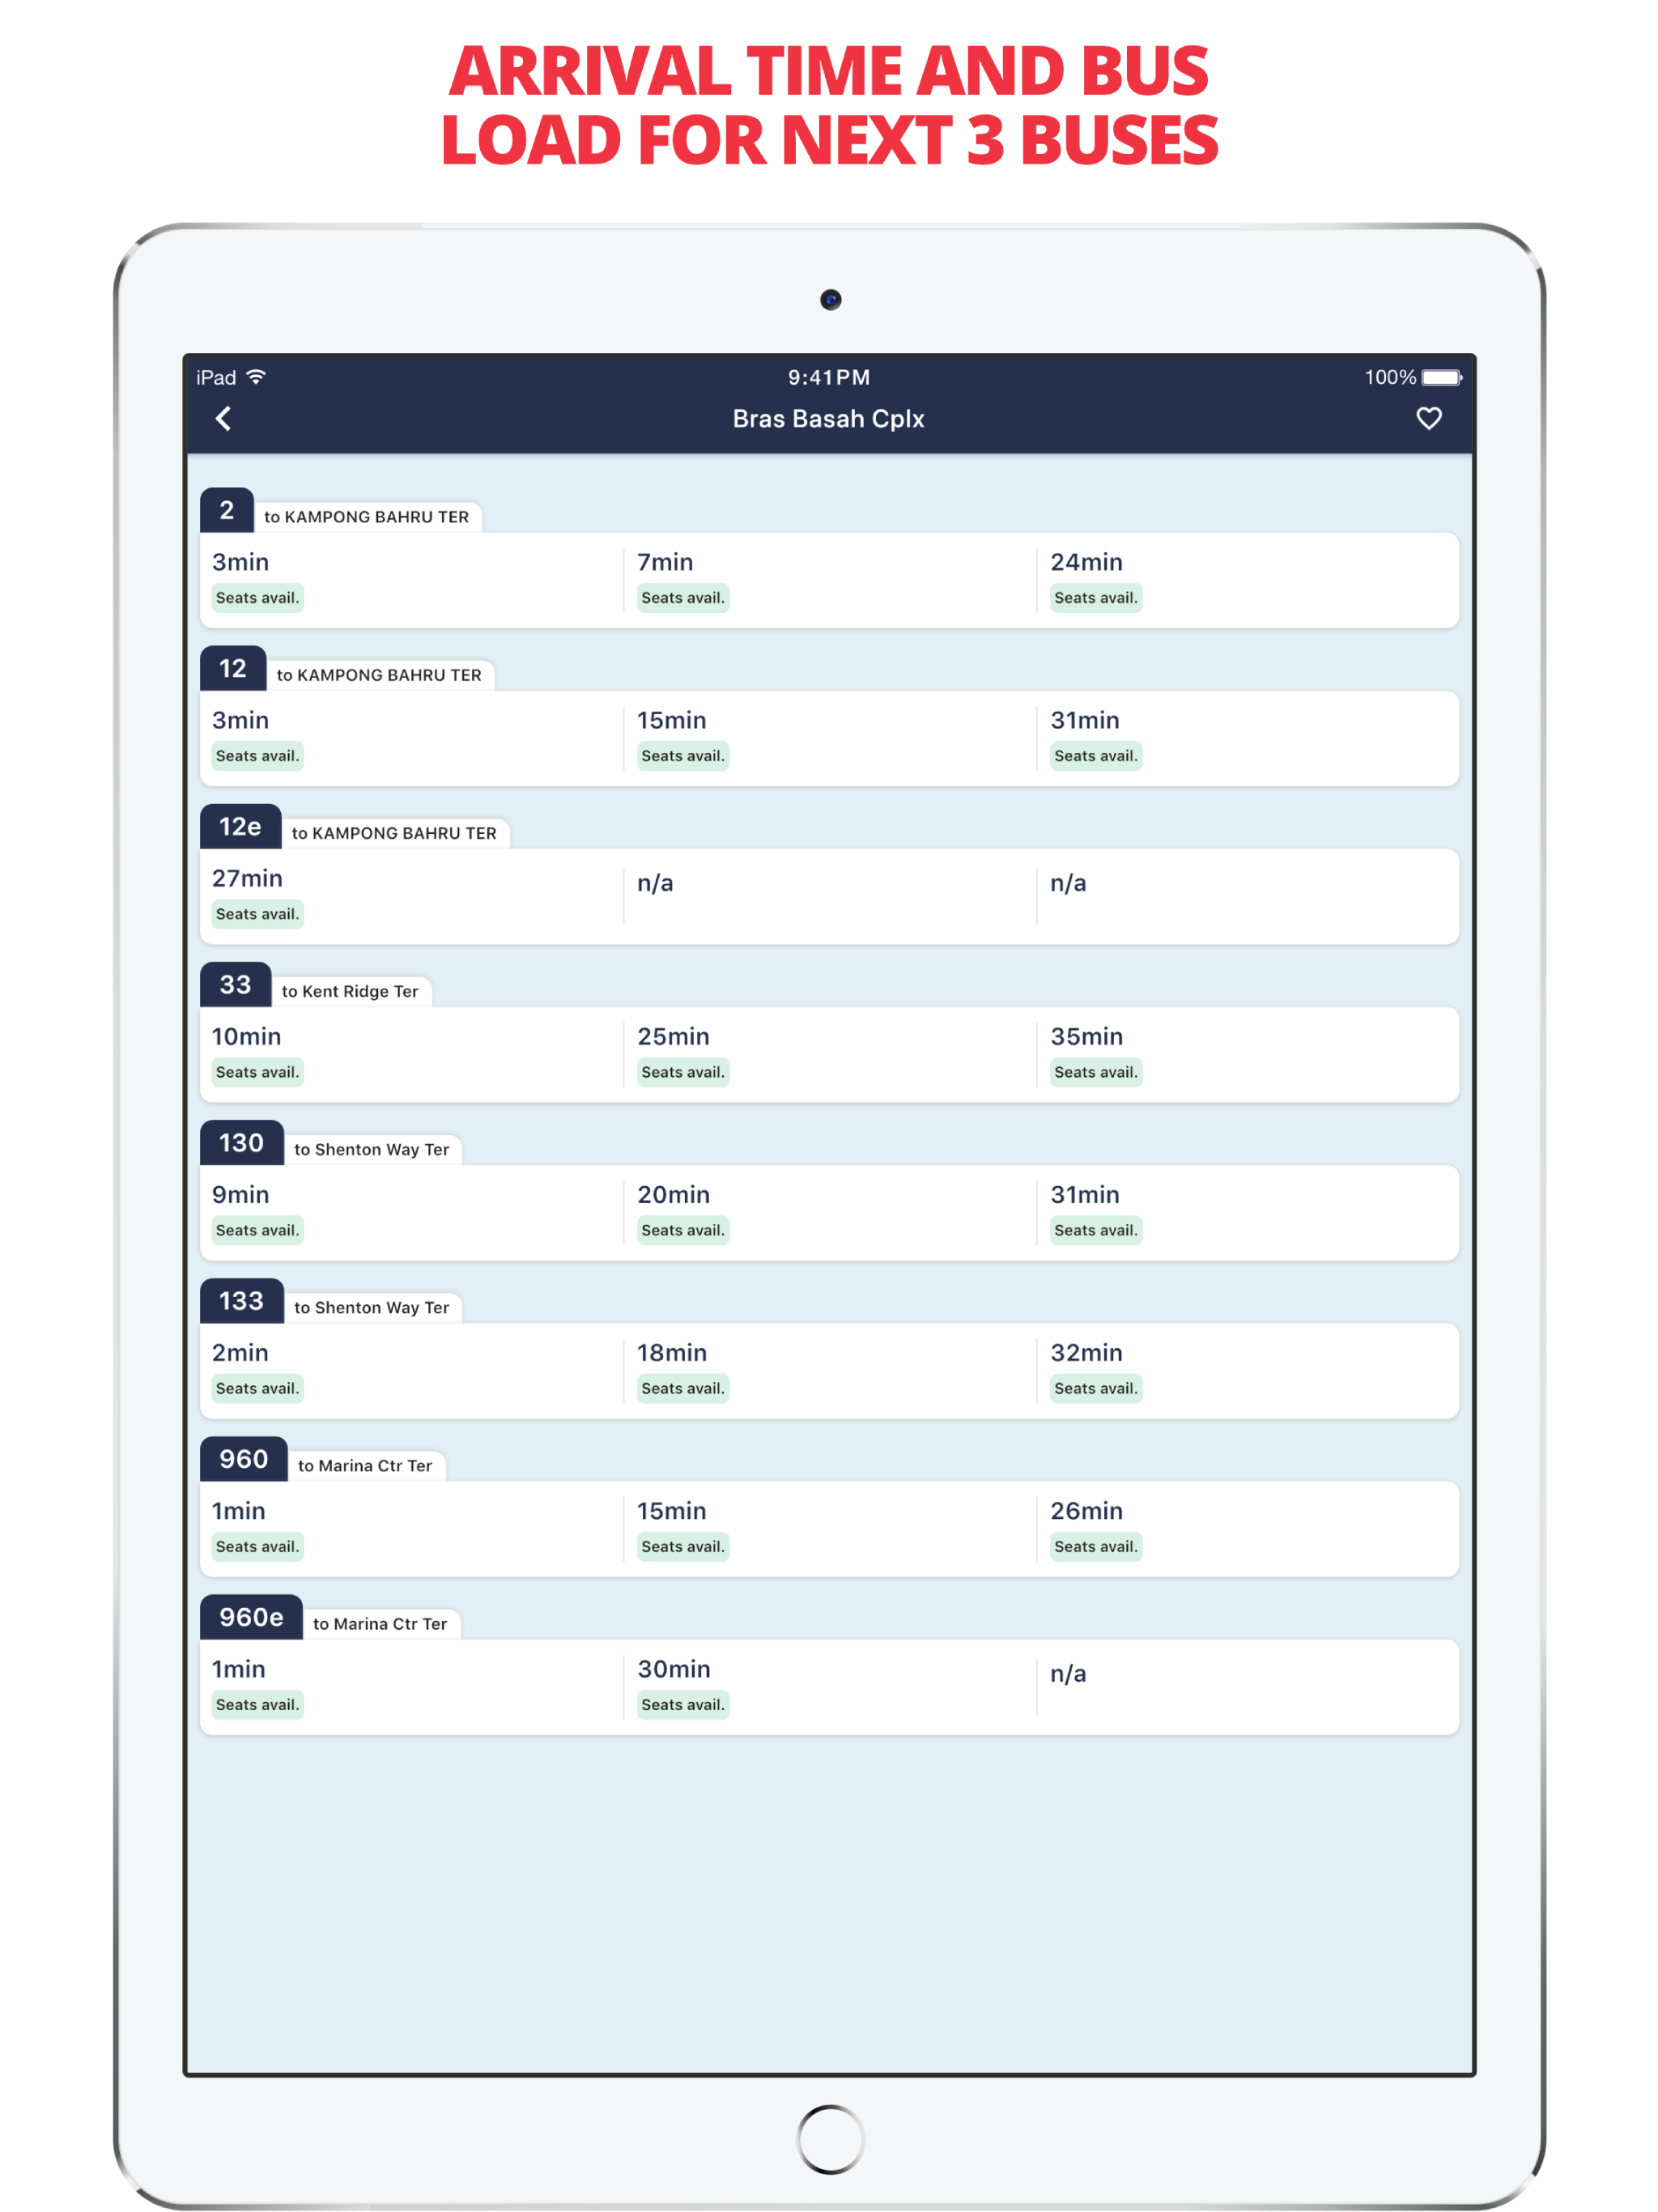 ARRIVAL TIME AND BUS
LOAD FOR NEXT 3 BUSES
iPad 9:41PM 100%
Bras Basah Cplx
2 to KAMPONG BAHRU TER
3min 7min 24min
Seats avail. Seats avail. Seats avail.
12 to KAMPONG BAHRU TER
3min 15min 31min
Seats avail. Seats avail. Seats avail.
12e to KAMPONG BAHRU TER
27min n/a n/a
Seats avail.
33 to Kent Ridge Ter
10min 25min 35min
Seats avail. Seats avail. Seats avail.
130 to Shenton Way Ter
9min 20min 31min
Seats avail. Seats avail. Seats avail.
133 to Shenton Way Ter
2min 18min 32min
Seats avail. Seats avail. Seats avail.
960 to Marina Ctr Ter
1min 15min 26min
Seats avail. Seats avail. Seats avail.
960e to Marina Ctr Ter
1min 30min n/a
Seats avail. Seats avail.